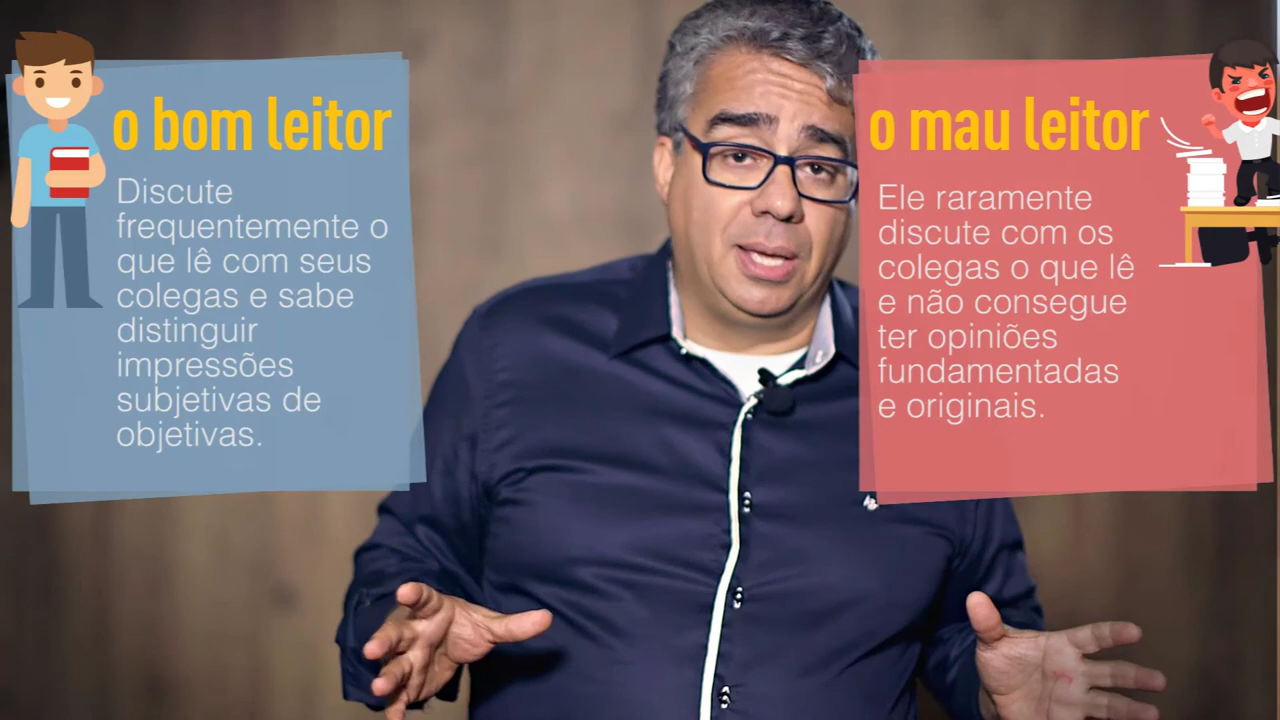 o bom leitor
Discute
frequentemente o
que lê com seus
colegas e sabe
distinguir
impressões
subjetivas de
objetivas.
o mau leitor
Ele raramente
discute com os
colegas o que lê
e não consegue
ter opiniões
fundamentadas
e originais.